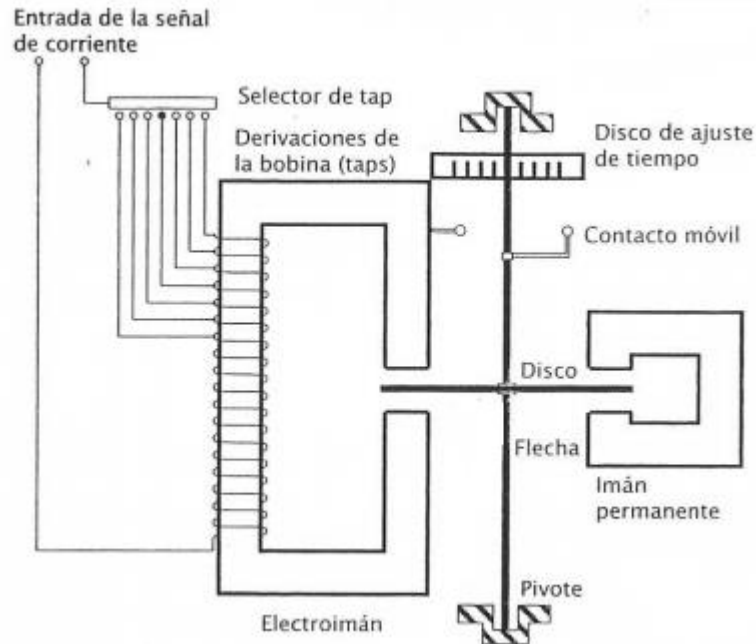 Entrada de la señal
de corriente
Selector de tap
Derivaciones de
la bobina (taps)
Disco de ajuste
de tiempo
Contacto móvil
Disco
Flecha
Imán
permanente
Pivote
Electroimán